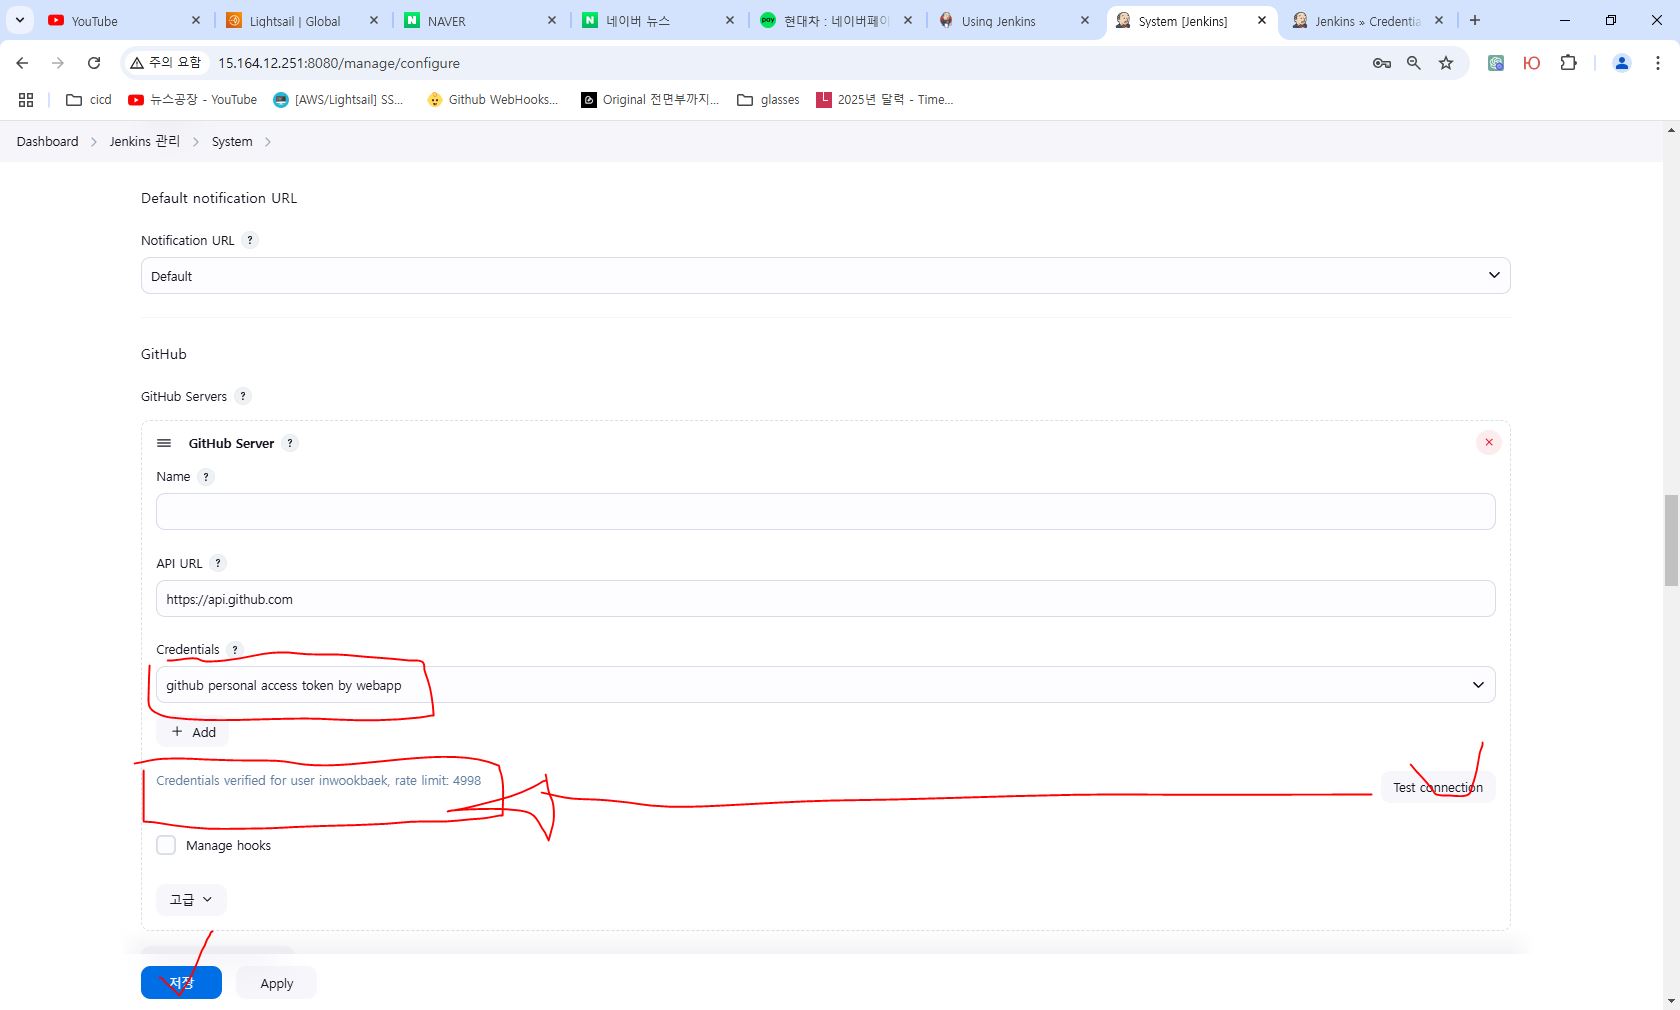 YouTube
Lightsail | Global
NAVER
네이버 뉴스
현대차 : 네이버페이
Using Jenkins
System [Jenkins]
Jenkins » Credentia
주의 요함
15.164.12.251:8080/manage/configure
cicd
뉴스공장 - YouTube
[AWS/Lightsail] SS...
Github WebHooks...
Original 전면부까지...
glasses
2025년 달력 - Time...
Dashboard
Jenkins 관리
System
Default notification URL
Notification URL ?
Default
GitHub
GitHub Servers ?
GitHub Server ?
Name ?
API URL ?
https://api.github.com
Credentials ?
github personal access token by webapp
+ Add
Credentials verified for user inwookbaek, rate limit: 4998
Test connection
Manage hooks
고급
저장
Apply